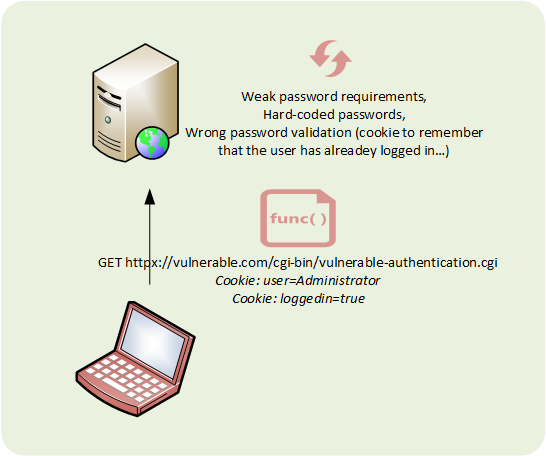 Weak password requirements,
Hard-coded passwords,
Wrong password validation (cookie to remember
that the user has alreadey logged in...)
func( )
GET httpx://vulnerable.com/cgi-bin/vulnerable-authentication.cgi
Cookie: user=Administrator
Cookie: loggedin=true